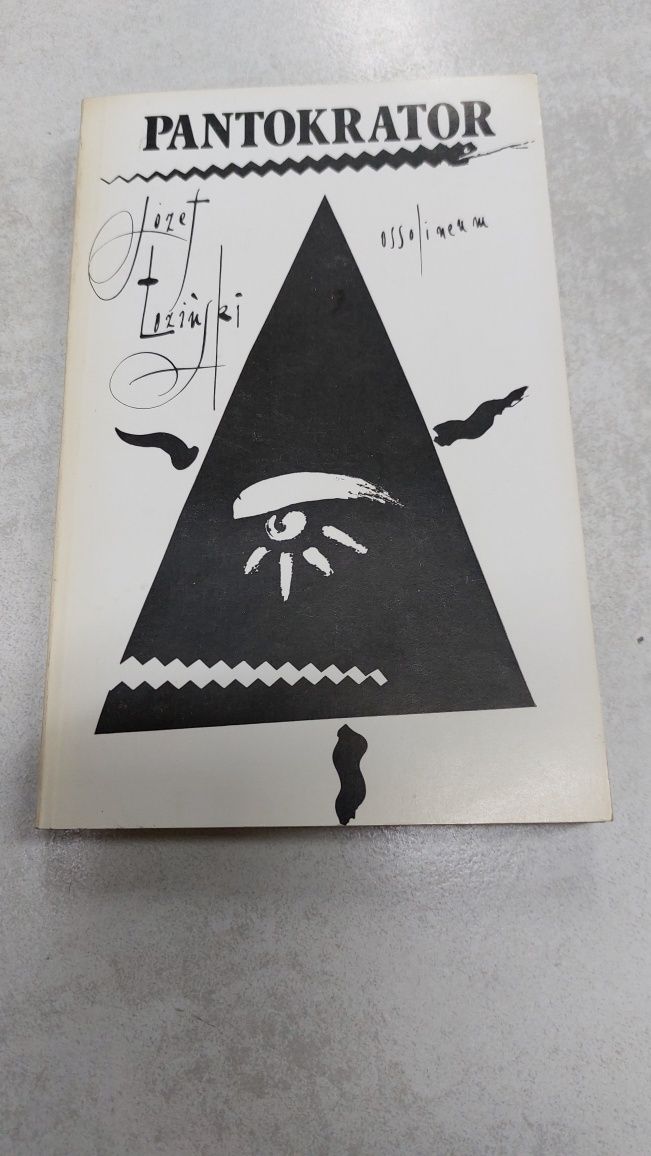 PANTOKRATOR
Józef
Łoziński
ossolineum